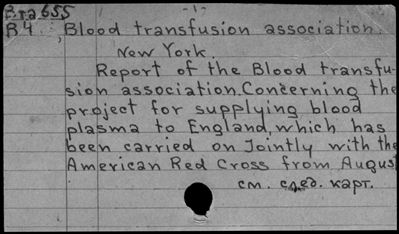 Бта655 -1-
B4 Blood transfusion association.
New York.
Report of the Blood transfu-
sion association. Concerning the
project for supplying blood
plasma to England, which has
been carried on Jointly with the
American Red Cross from August
см. след. карт.